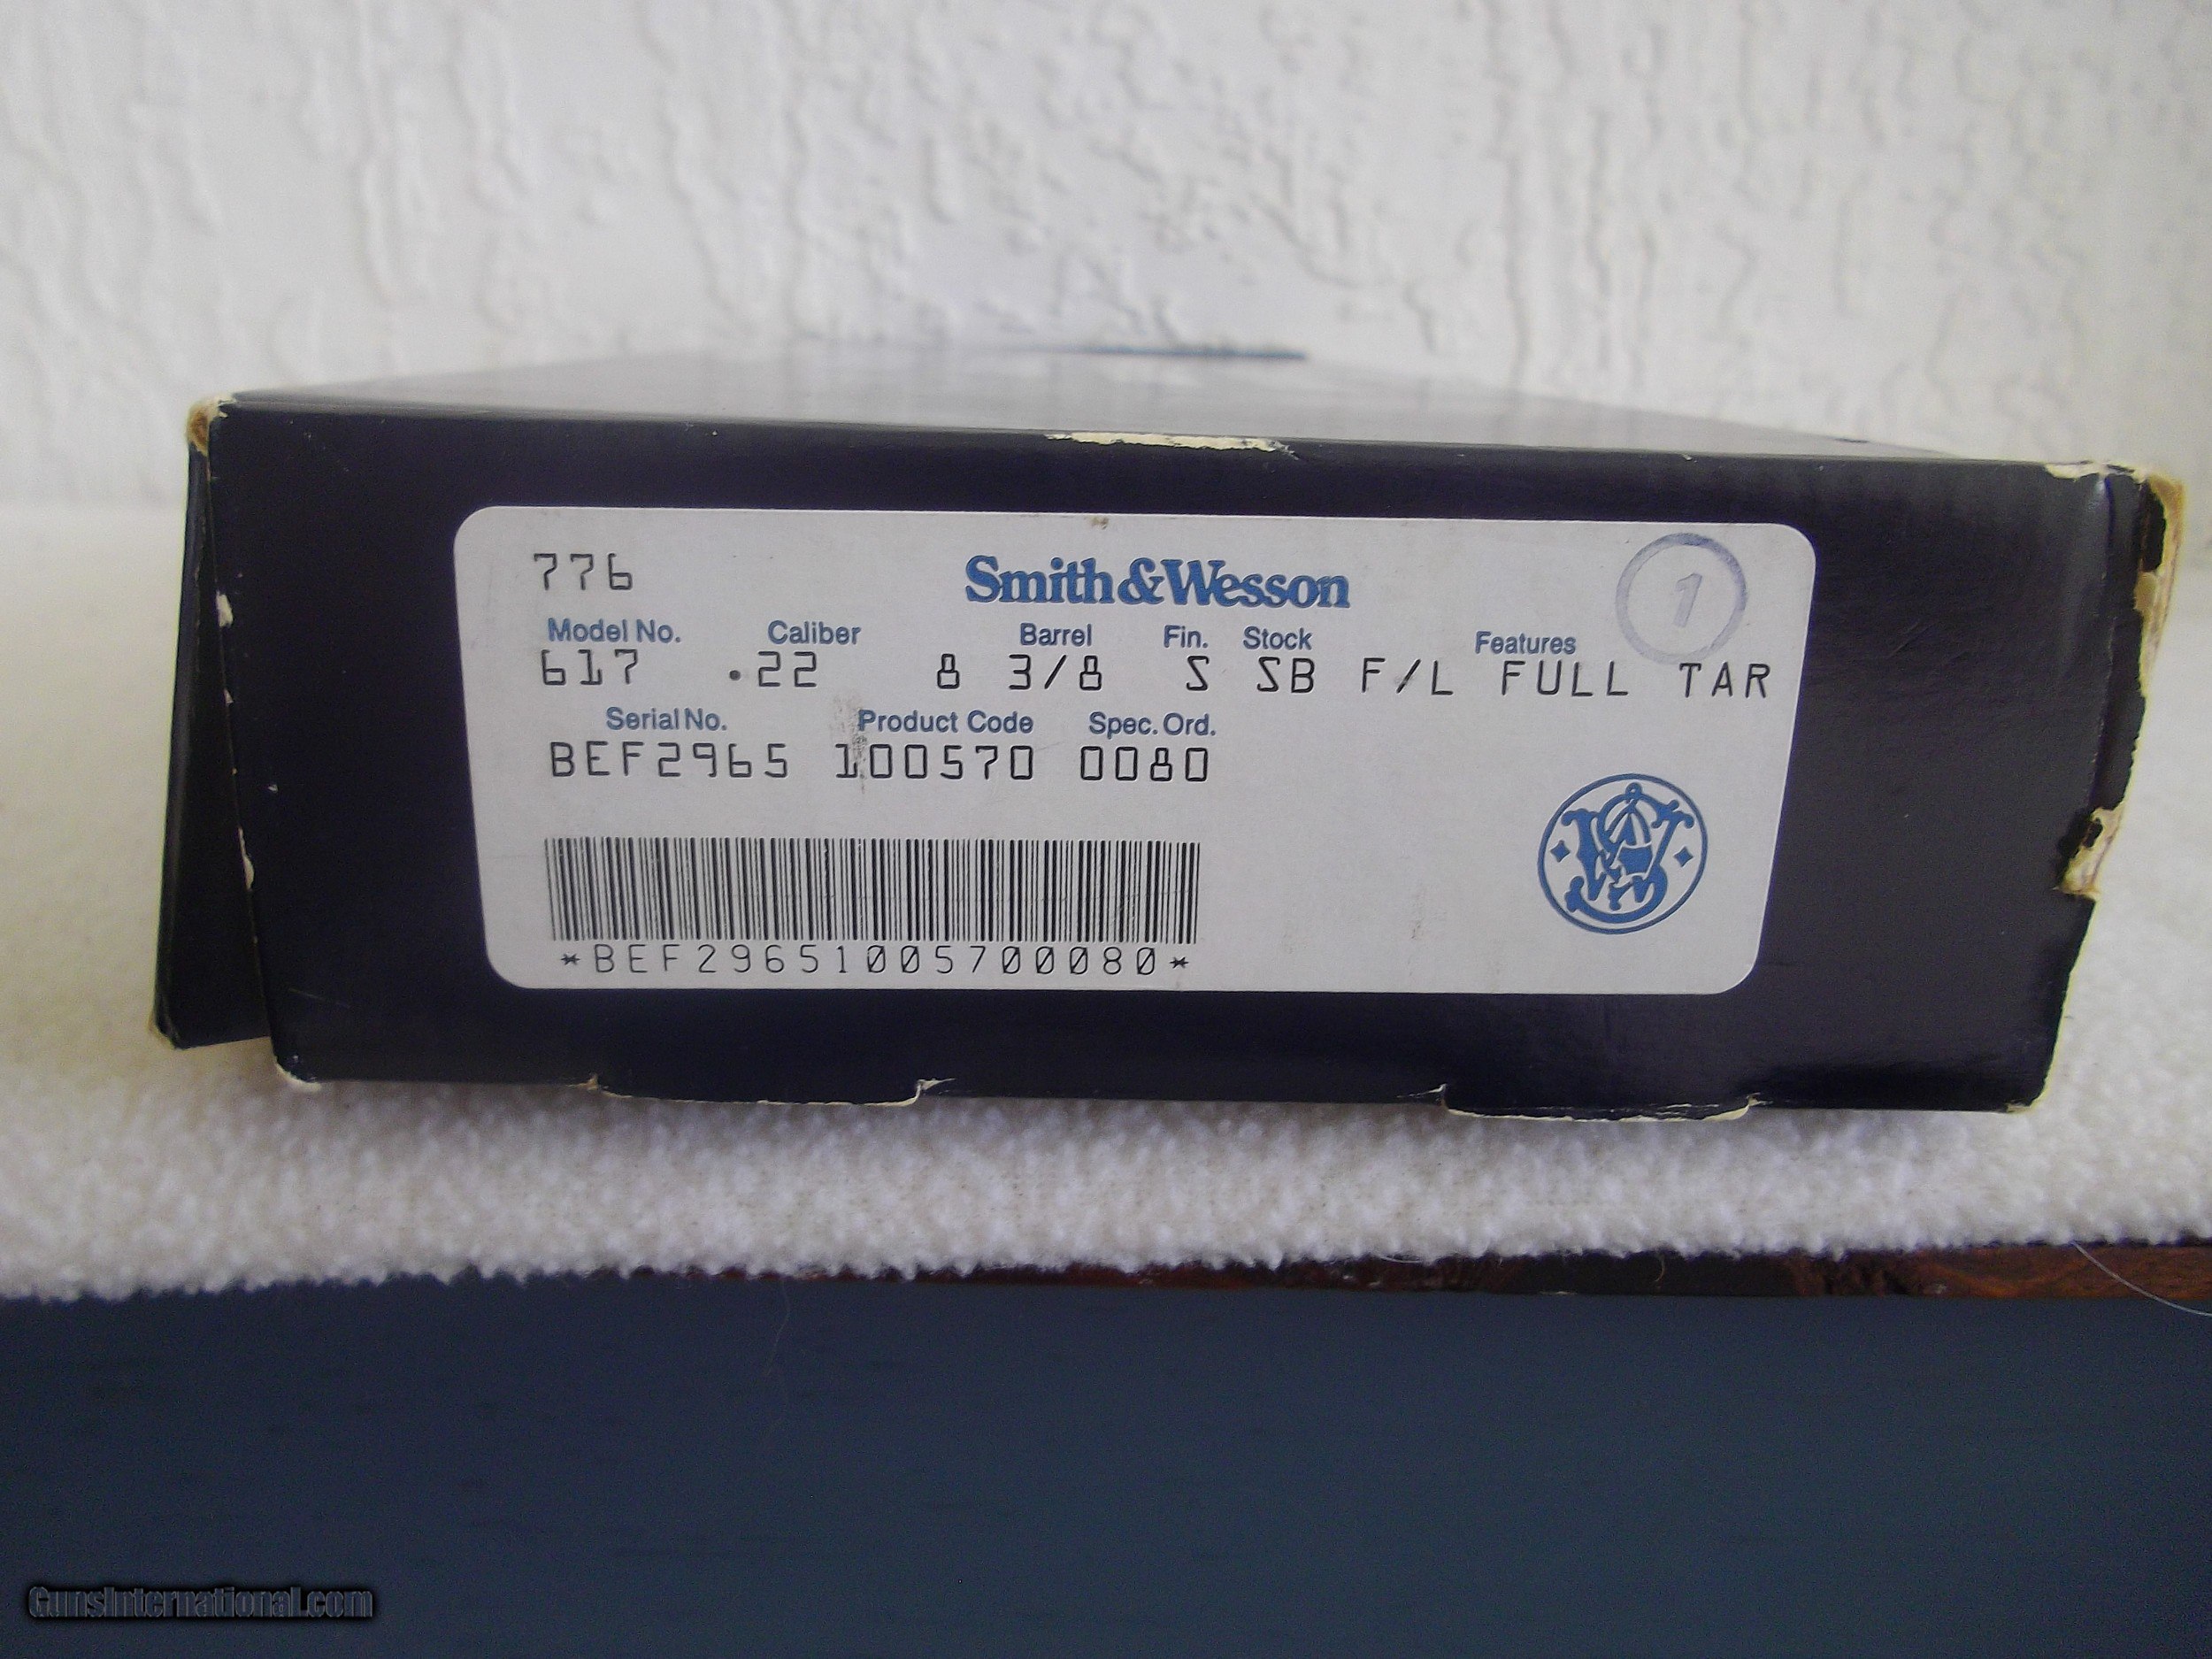 776 Smith&Wesson 1
Model No. Caliber Barrel Fin. Stock Features
617 .22 8 3/8 S SB F/L FULL TAR
Serial No. Product Code Spec. Ord.
BEF2965 100570 0080
*BEF29651005700080*
GunsInternational.com